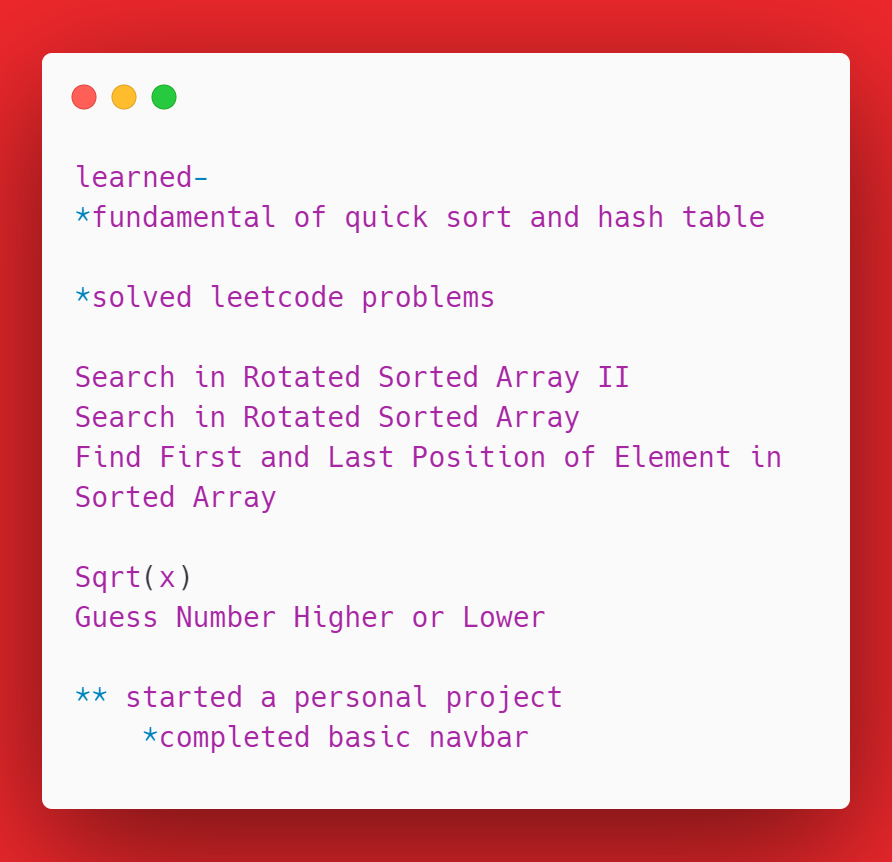 learned-
*fundamental of quick sort and hash table
*solved leetcode problems
Search in Rotated Sorted Array II
Search in Rotated Sorted Array
Find First and Last Position of Element in
Sorted Array
Sqrt(x)
Guess Number Higher or Lower
** started a personal project
*completed basic navbar